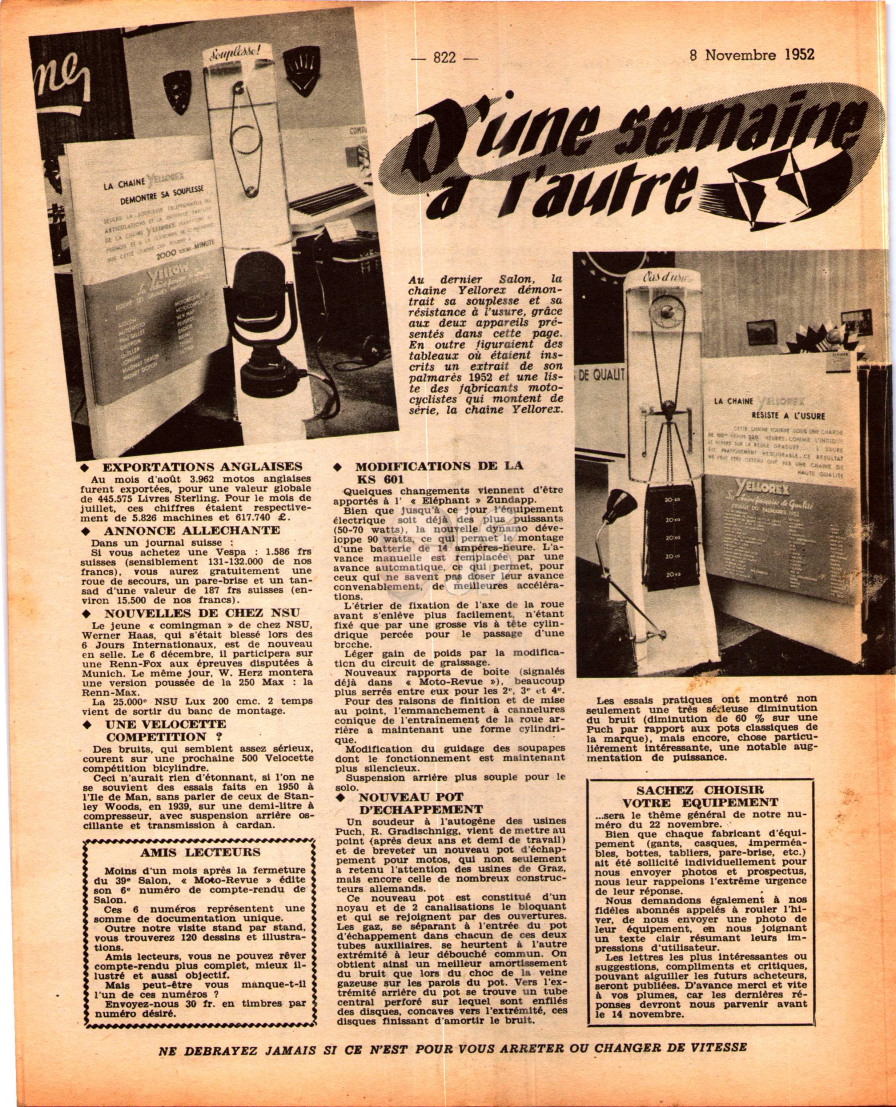 — 822 —
8 Novembre 1952
D'une semaine
a l'autre
Souplesse!
LA CHAINE YELLOREX
DEMONTRE SA SOUPLESSE
2000 TOURS MINUTE
Au dernier Salon, la
chaine Yellorex démon-
trait sa souplesse et sa
résistance à l'usure, grâce
aux deux appareils pré-
sentés dans cette page.
En outre figuraient des
tableaux où étaient ins-
crits un extrait de son
palmarès 1952 et une lis-
te des fabricants moto-
cyclistes qui montent de
série, la chaine Yellorex.
DE QUALIT
LA CHAINE YELLOREX
RÉSISTE A L'USURE
HAUTE QUALITÉ
YELLOREX
20 KG
20 KG
20 KG
20 KG
◆ EXPORTATIONS ANGLAISES
Au mois d'août 3.962 motos anglaises
furent exportées, pour une valeur globale
de 445.575 Livres Sterling. Pour le mois de
juillet, ces chiffres étaient respective-
ment de 5.826 machines et 617.740 £.
◆ ANNONCE ALLECHANTE
Dans un journal suisse :
Si vous achetez une Vespa : 1.586 frs
suisses (sensiblement 131-132.000 de nos
francs), vous aurez gratuitement une
roue de secours, un pare-brise et un tan-
sad d'une valeur de 187 frs suisses (en-
viron 15.500 de nos francs).
◆ NOUVELLES DE CHEZ NSU
Le jeune « comingman » de chez NSU,
Werner Haas, qui s'était blessé lors des
6 Jours Internationaux, est de nouveau
en selle. Le 6 décembre, il participera sur
une Renn-Fox aux épreuves disputées à
Munich. Le même jour, W. Herz montera
une version poussée de la 250 Max : la
Renn-Max.
La 25.000e NSU Lux 200 cmc. 2 temps
vient de sortir du banc de montage.
◆ UNE VELOCETTE
COMPETITION ?
Des bruits, qui semblent assez sérieux,
courent sur une prochaine 500 Velocette
compétition bicylindre.
Ceci n'aurait rien d'étonnant, si l'on ne
se souvient des essais faits en 1950 à
l'Ile de Man, sans parler de ceux de Stan-
ley Woods, en 1939, sur une demi-litre à
compresseur, avec suspension arrière os-
cillante et transmission à cardan.
AMIS LECTEURS
Moins d'un mois après la fermeture
du 39e Salon, « Moto-Revue » édite
son 6e numéro de compte-rendu de
Salon.
Ces 6 numéros représentent une
somme de documentation unique.
Outre notre visite stand par stand,
vous trouverez 120 dessins et illustra-
tions.
Amis lecteurs, vous ne pouvez rêver
compte-rendu plus complet, mieux il-
lustré et aussi objectif.
Mais peut-être vous manque-t-il
l'un de ces numéros ?
Envoyez-nous 30 fr. en timbres par
numéro désiré.
◆ MODIFICATIONS DE LA
KS 601
Quelques changements viennent d'être
apportés à l' « Eléphant » Zundapp.
Bien que jusqu'à ce jour l'équipement
électrique soit déjà des plus puissants
(50-70 watts), la nouvelle dynamo déve-
loppe 90 watts, ce qui permet le montage
d'une batterie de 14 ampères-heure. L'a-
vance manuelle est remplacée par une
avance automatique, ce qui permet, pour
ceux qui ne savent pas doser leur avance
convenablement, de meilleures accéléra-
tions.
L'étrier de fixation de l'axe de la roue
avant s'enlève plus facilement, n'étant
fixé que par une grosse vis à tête cylin-
drique percée pour le passage d'une
broche.
Léger gain de poids par la modifica-
tion du circuit de graissage.
Nouveaux rapports de boîte (signalés
déjà dans « Moto-Revue »), beaucoup
plus serrés entre eux pour les 2e, 3e et 4e.
Pour des raisons de finition et de mise
au point, l'emmanchement à cannelures
conique de l'entrainement de la roue ar-
rière a maintenant une forme cylindri-
que.
Modification du guidage des soupapes
dont le fonctionnement est maintenant
plus silencieux.
Suspension arrière plus souple pour le
solo.
◆ NOUVEAU POT
D'ECHAPPEMENT
Un soudeur à l'autogène des usines
Puch, R. Gradischnigg, vient de mettre au
point (après deux ans et demi de travail)
et de breveter un nouveau pot d'échap-
pement pour motos, qui non seulement
a retenu l'attention des usines de Graz,
mais encore celle de nombreux construc-
teurs allemands.
Ce nouveau pot est constitué d'un
noyau et de 2 canalisations le bloquant
et qui se rejoignent par des ouvertures.
Les gaz, se séparant à l'entrée du pot
d'échappement dans chacun de ces deux
tubes auxiliaires, se heurtent à l'autre
extrémité à leur débouché commun. On
obtient ainsi un meilleur amortissement
du bruit que lors du choc de la veine
gazeuse sur les parois du pot. Vers l'ex-
trémité arrière du pot se trouve un tube
central perforé sur lequel sont enfilés
des disques, concaves vers l'extrémité, ces
disques finissant d'amortir le bruit.
Les essais pratiques ont montré non
seulement une très sérieuse diminution
du bruit (diminution de 60 % sur une
Puch par rapport aux pots classiques de
la marque), mais encore, chose particu-
lièrement intéressante, une notable aug-
mentation de puissance.
SACHEZ CHOISIR
VOTRE EQUIPEMENT
...sera le thème général de notre nu-
méro du 22 novembre.
Bien que chaque fabricant d'équi-
pement (gants, casques, imperméa-
bles, bottes, tabliers, pare-brise, etc.)
ait été sollicité individuellement pour
nous envoyer photos et prospectus,
nous leur rappelons l'extrême urgence
de leur réponse.
Nous demandons également à nos
fidèles abonnés appelés à rouler l'hi-
ver, de nous envoyer une photo de
leur équipement, en nous joignant
un texte clair résumant leurs im-
pressions d'utilisateur.
Les lettres les plus intéressantes ou
suggestions, compliments et critiques,
pouvant aiguiller les futurs acheteurs,
seront publiées. D'avance merci et vite
à vos plumes, car les dernières ré-
ponses devront nous parvenir avant
le 14 novembre.
NE DEBRAYEZ JAMAIS SI CE N'EST POUR VOUS ARRETER OU CHANGER DE VITESSE